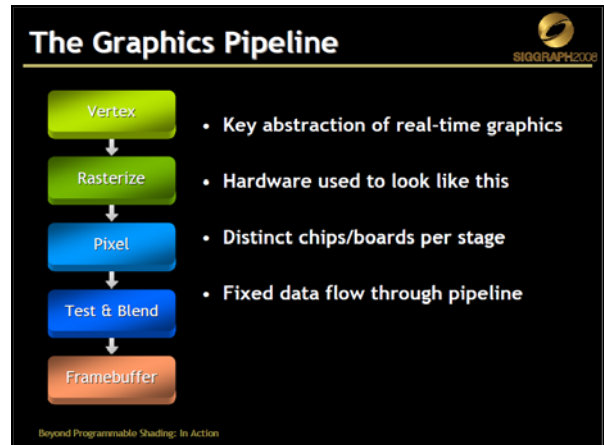 The Graphics Pipeline
SIGGRAPH2008
Vertex
Rasterize
Pixel
Test & Blend
Framebuffer
• Key abstraction of real-time graphics
• Hardware used to look like this
• Distinct chips/boards per stage
• Fixed data flow through pipeline
Beyond Programmable Shading: In Action